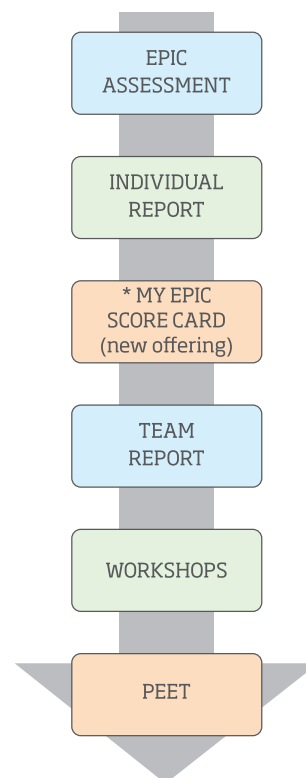 EPIC
ASSESSMENT
INDIVIDUAL
REPORT
* MY EPIC
SCORE CARD
(new offering)
TEAM
REPORT
WORKSHOPS
PEET